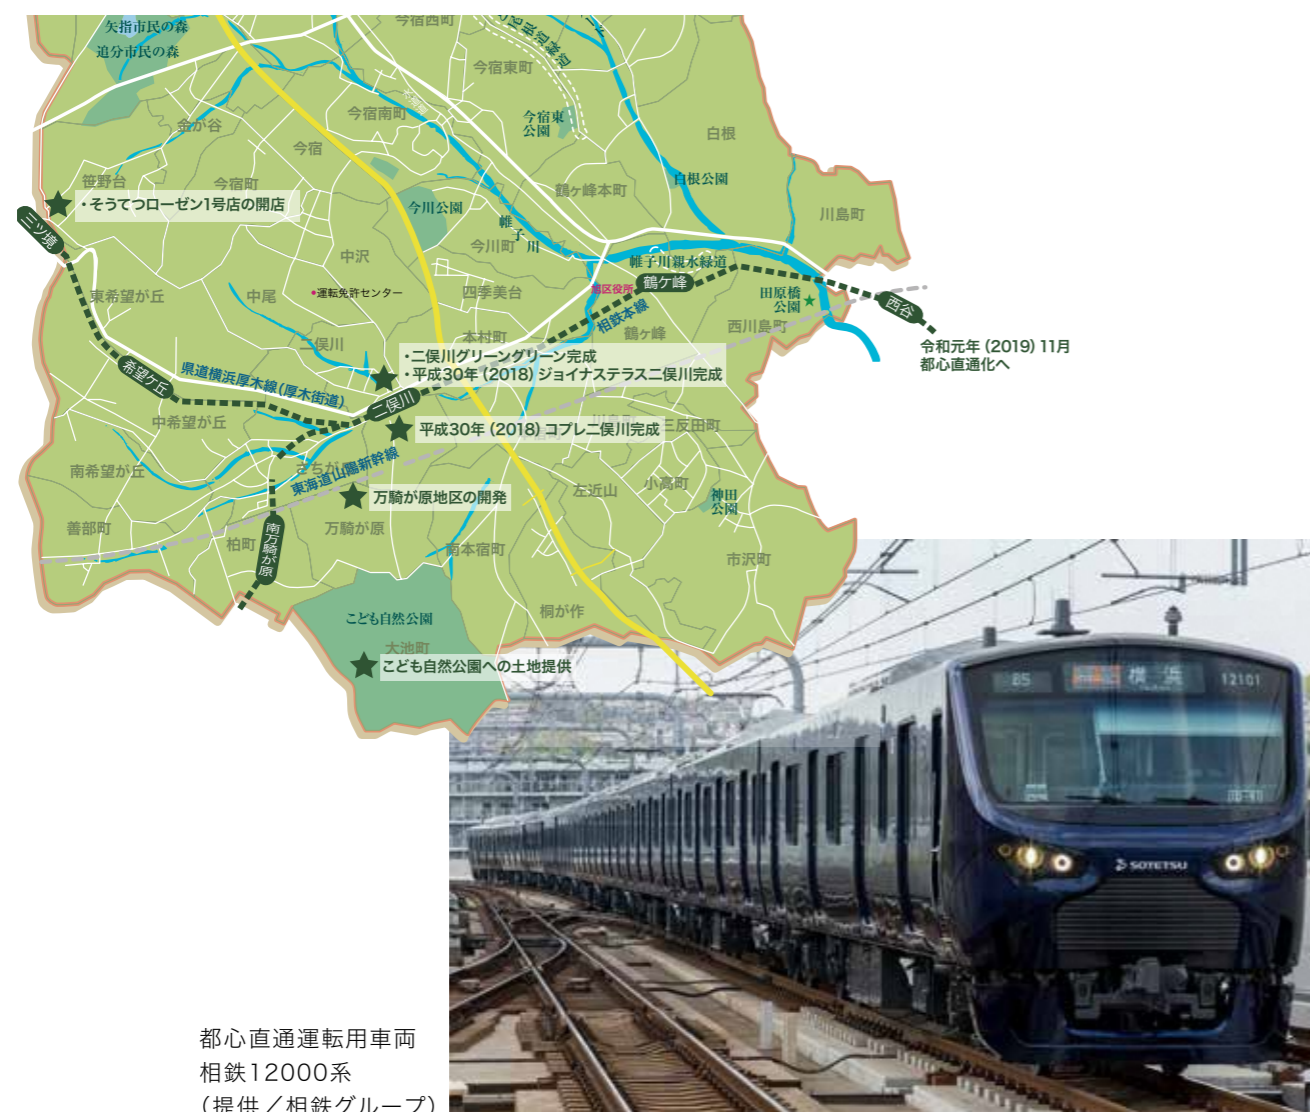 矢指市民の森
追分市民の森
今宿西町
今宿東町
今宿南町
今宿東
公園
白根
金が谷
今宿
笹野台
今宿町
・そうてつローゼン1号店の開店
三ツ境
今川公園
鶴ヶ峰本町
白根公園
川島町
帷子川
今川町
中沢
帷子川親水緑道
東希望が丘
中尾
・運転免許センター
四季美台
旭区役所
鶴ケ峰
田原橋
公園
西谷
相鉄本線
鶴ヶ峰
西川島町
本村町
二俣川
令和元年(2019)11月
都心直通化へ
・二俣川グリーングリーン完成
・平成30年(2018)ジョイナステラス二俣川完成
希望ケ丘
県道横浜厚木線(厚木街道)
二俣川
中希望が丘
平成30年(2018)コプレ二俣川完成
三反田町
南希望が丘
さちが
東海道山陽新幹線
万騎が原地区の開発
左近山
小高町
神田
公園
善部町
柏町
南万騎が原
万騎が原
南本宿町
市沢町
桐が作
こども自然公園
大池町
こども自然公園への土地提供
85
横浜
12101
SOTETSU
都心直通運転用車両
相鉄12000系
(提供／相鉄グループ)